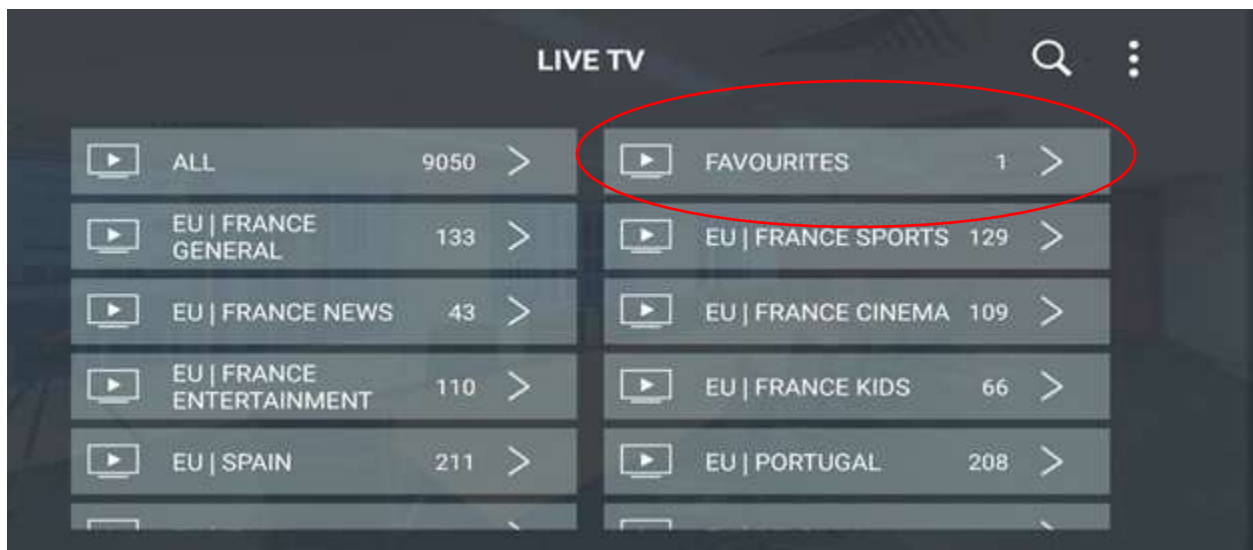 LIVE TV
ALL 9050
FAVOURITES 1
EU | FRANCE
GENERAL 133
EU | FRANCE SPORTS 129
EU | FRANCE NEWS 43
EU | FRANCE CINEMA 109
EU | FRANCE
ENTERTAINMENT 110
EU | FRANCE KIDS 66
EU | SPAIN 211
EU | PORTUGAL 208